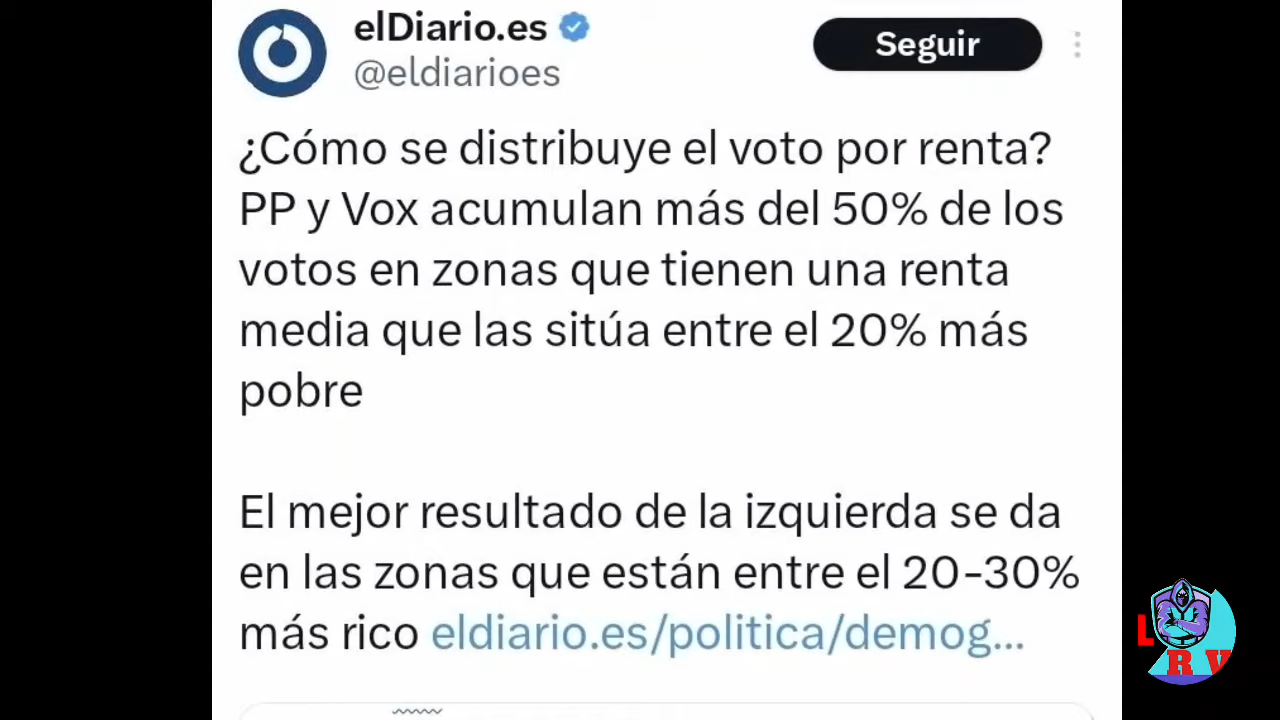 elDiario.es
@eldiarioes
Seguir
¿Cómo se distribuye el voto por renta?
PP y Vox acumulan más del 50% de los
votos en zonas que tienen una renta
media que las sitúa entre el 20% más
pobre
El mejor resultado de la izquierda se da
en las zonas que están entre el 20-30%
más rico eldiario.es/politica/demog...
L
R V